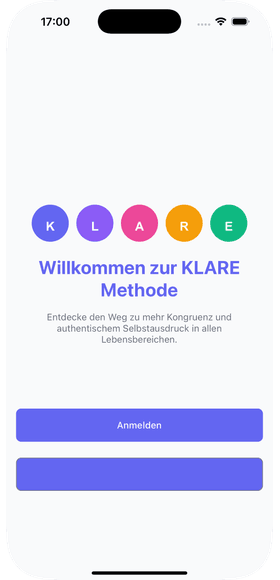 17:00
K L A R E
Willkommen zur KLARE
Methode
Entdecke den Weg zu mehr Kongruenz und
authentischem Selbstausdruck in allen
Lebensbereichen.
Anmelden